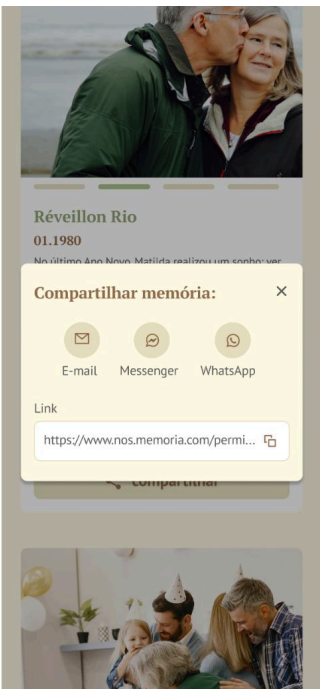 Réveillon Rio
01.1980
No último Ano Novo, Matilda realizou um sonho: ver
Compartilhar memória:
E-mail Messenger WhatsApp
Link
https://www.nos.memoria.com/permi...
Compartilhar